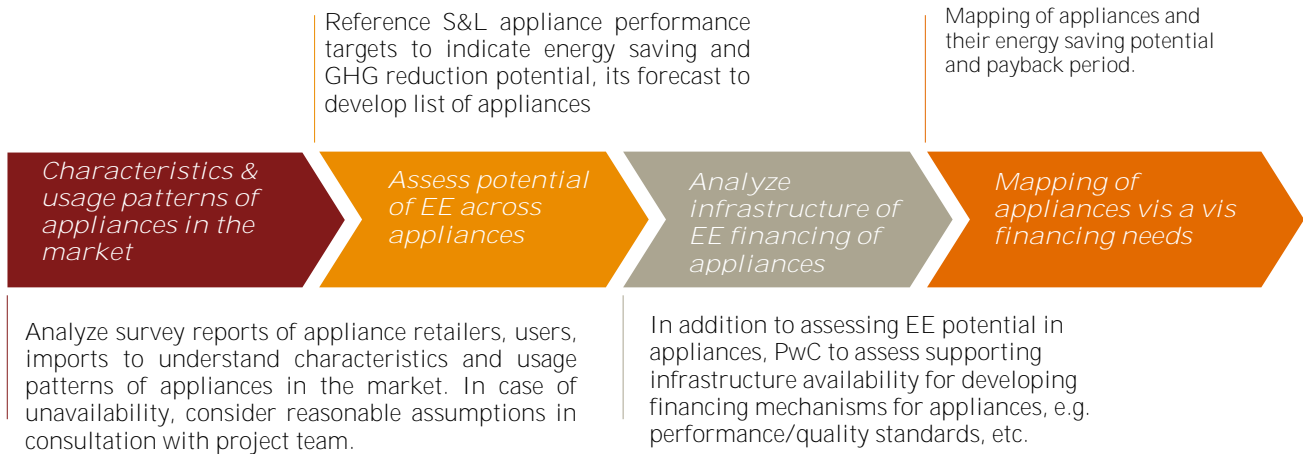 Reference S&L appliance performance
targets to indicate energy saving and
GHG reduction potential, its forecast to
develop list of appliances
Mapping of appliances and
their energy saving potential
and payback period.
Characteristics &
usage patterns of
appliances in the
market
Assess potential
of EE across
appliances
Analyze
infrastructure of
EE financing of
appliances
Mapping of
appliances vis a vis
financing needs
Analyze survey reports of appliance retailers, users,
imports to understand characteristics and usage
patterns of appliances in the market. In case of
unavailability, consider reasonable assumptions in
consultation with project team.
In addition to assessing EE potential in
appliances, PwC to assess supporting
infrastructure availability for developing
financing mechanisms for appliances, e.g.
performance/quality standards, etc.